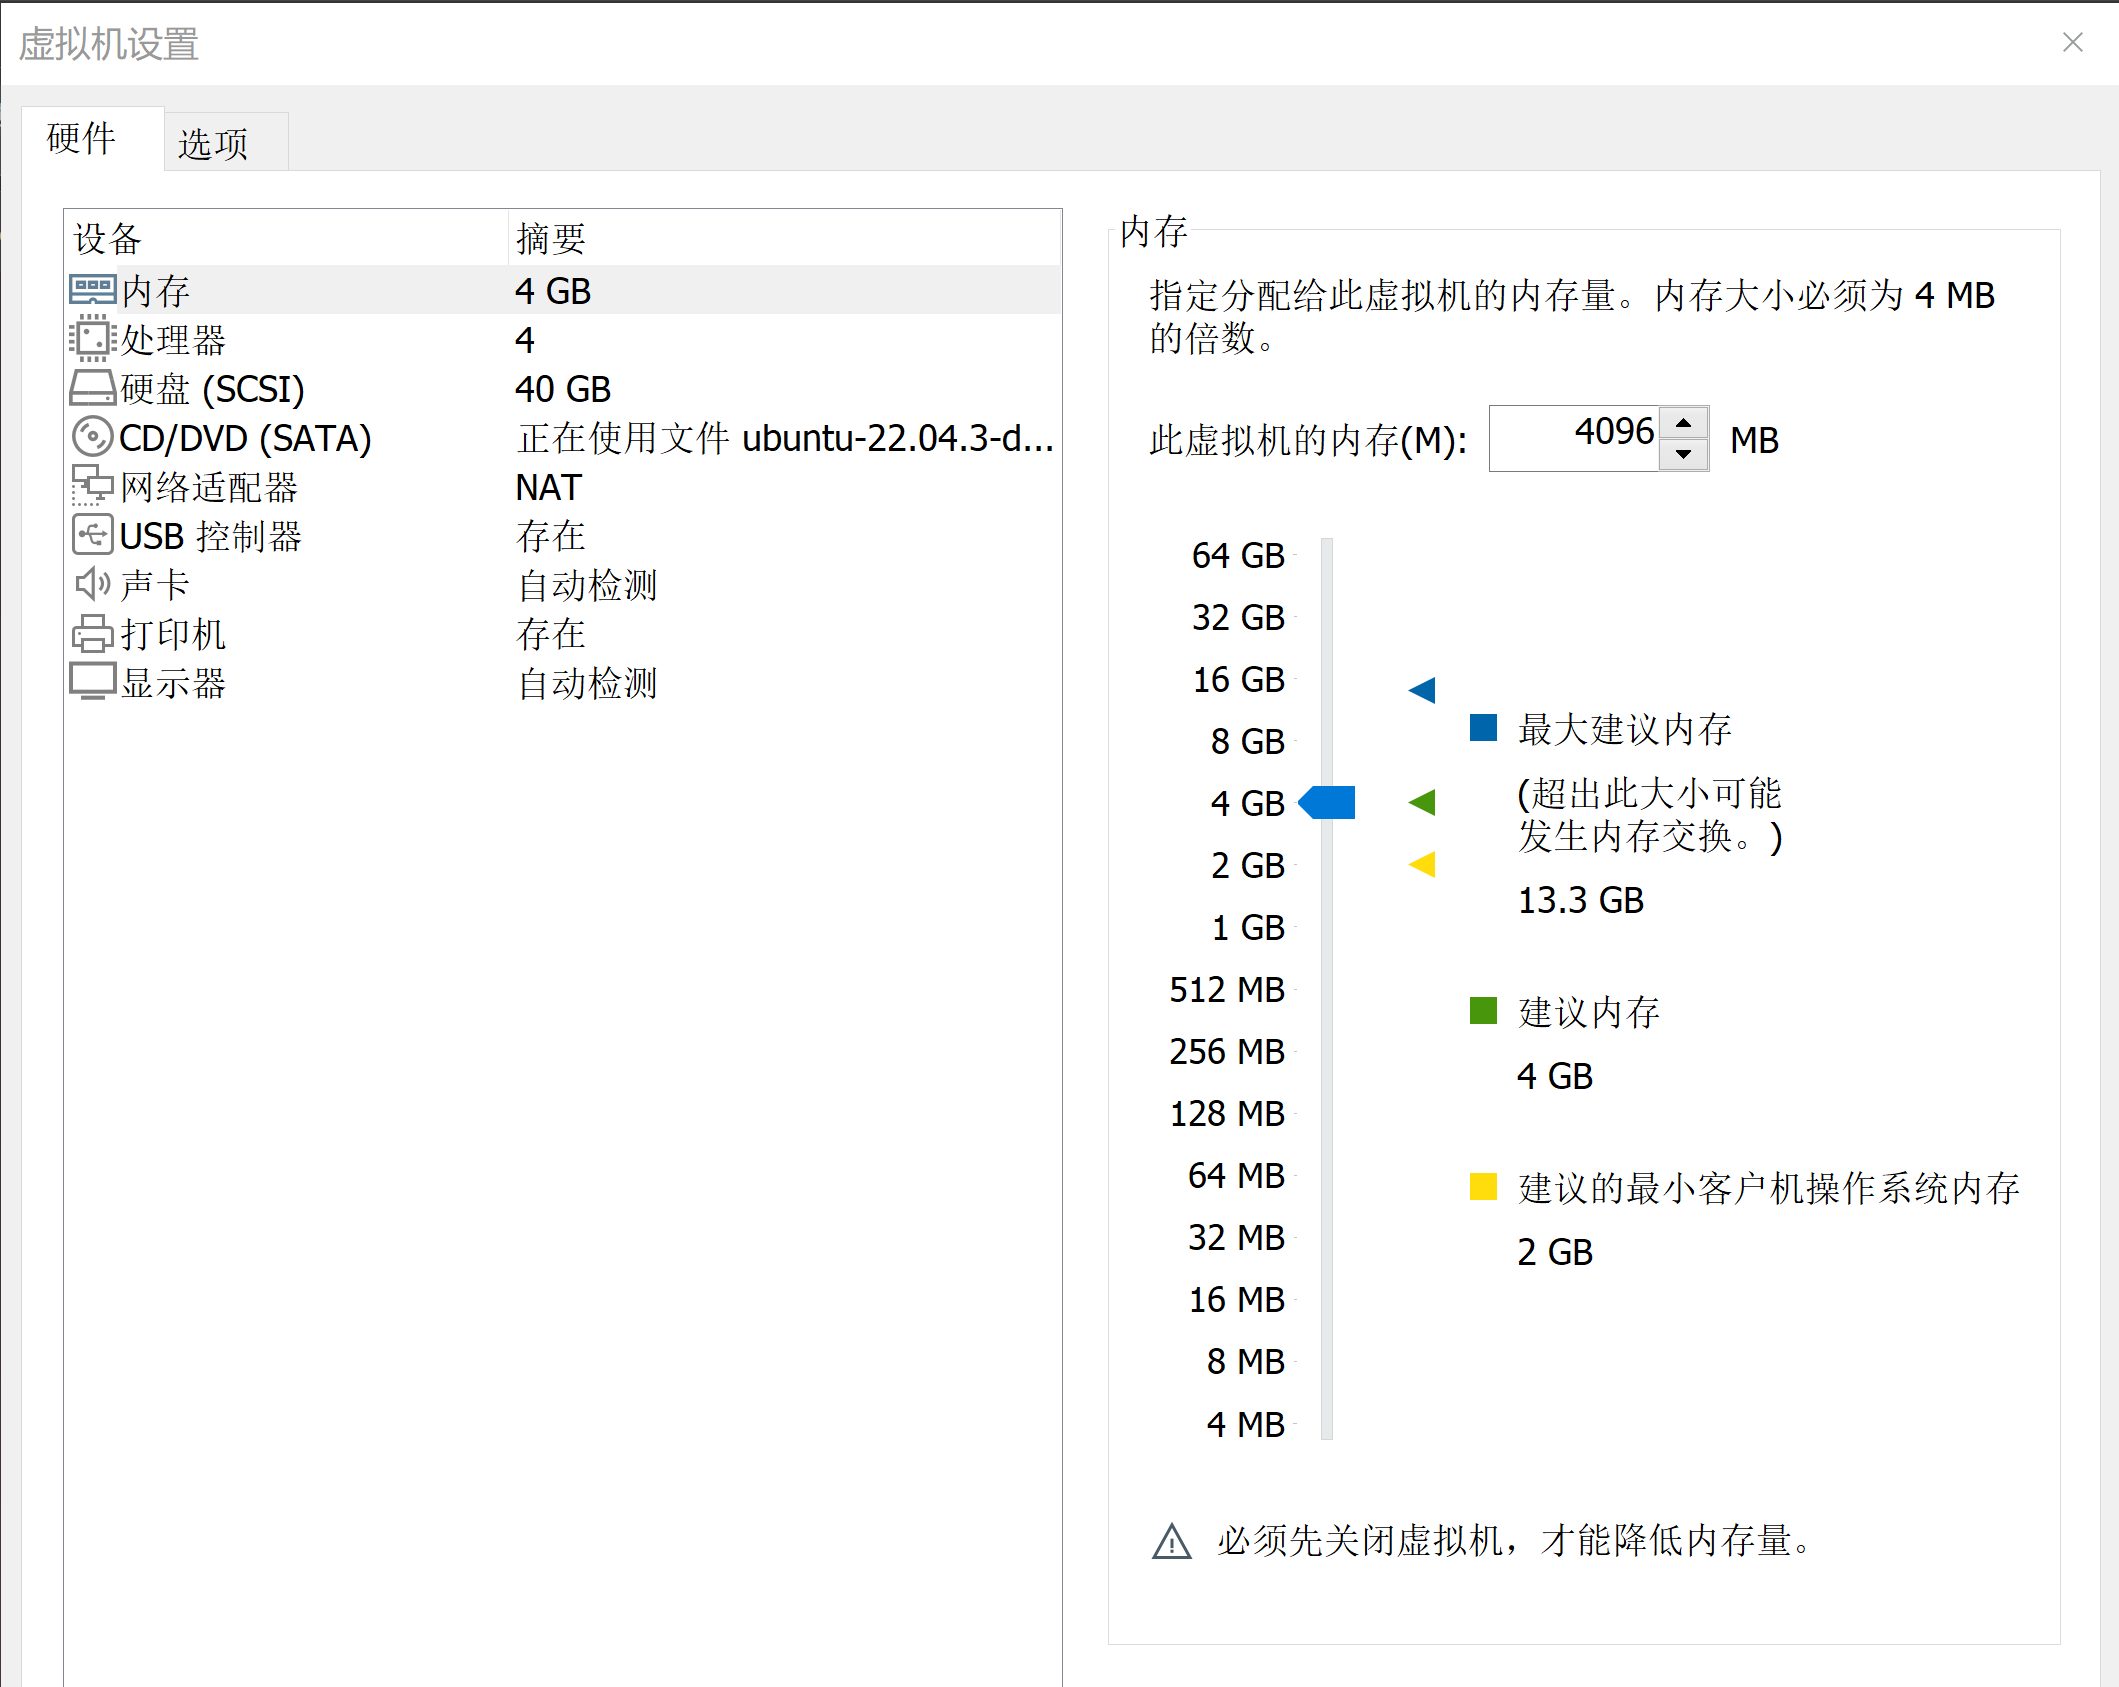 虚拟机设置
硬件
选项
设备 摘要
内存 4 GB
处理器 4
硬盘 (SCSI) 40 GB
CD/DVD (SATA) 正在使用文件 ubuntu-22.04.3-d...
网络适配器 NAT
USB 控制器 存在
声卡 自动检测
打印机 存在
显示器 自动检测
内存
指定分配给此虚拟机的内存量。内存大小必须为 4 MB
的倍数。
此虚拟机的内存(M): 4096 MB
64 GB
32 GB
16 GB
8 GB
4 GB
2 GB
1 GB
512 MB
256 MB
128 MB
64 MB
32 MB
16 MB
8 MB
4 MB
最大建议内存
(超出此大小可能
发生内存交换。)
13.3 GB
建议内存
4 GB
建议的最小客户机操作系统内存
2 GB
必须先关闭虚拟机，才能降低内存量。